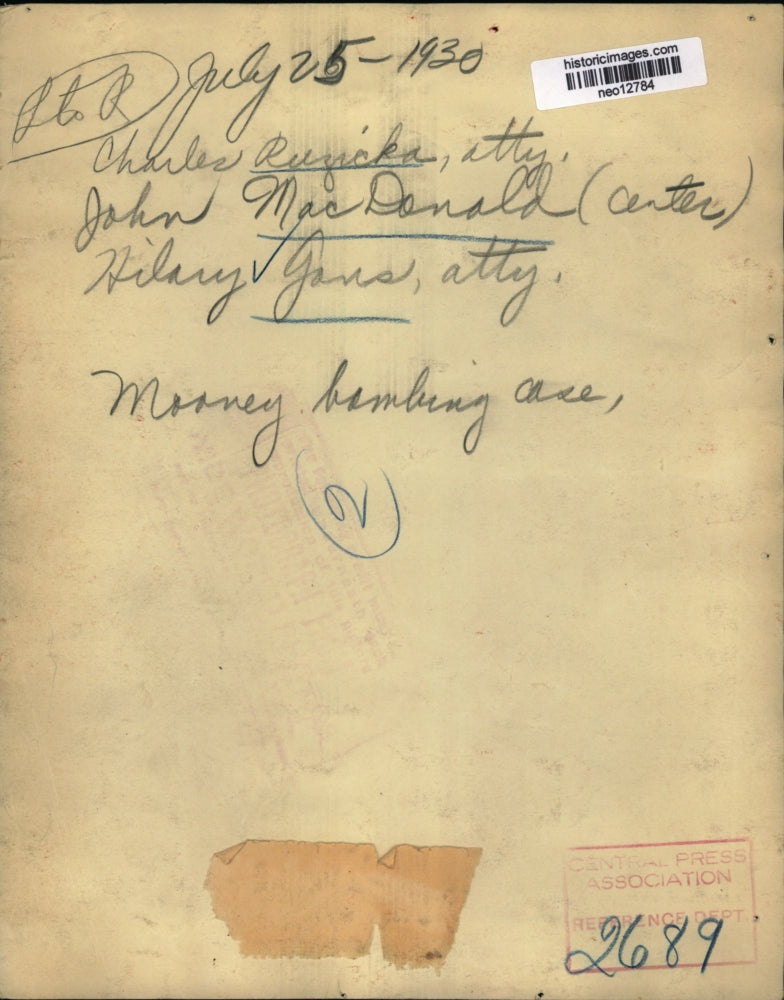 L to R
July 25-1930
historicimages.com
neo12784
Charles Ruzicka, atty.
John MacDonald (center)
Hilary Gans, atty.
Mooney bombing case,
2
CENTRAL PRESS
ASSOCIATION
REFERENCE DEPT.
2689